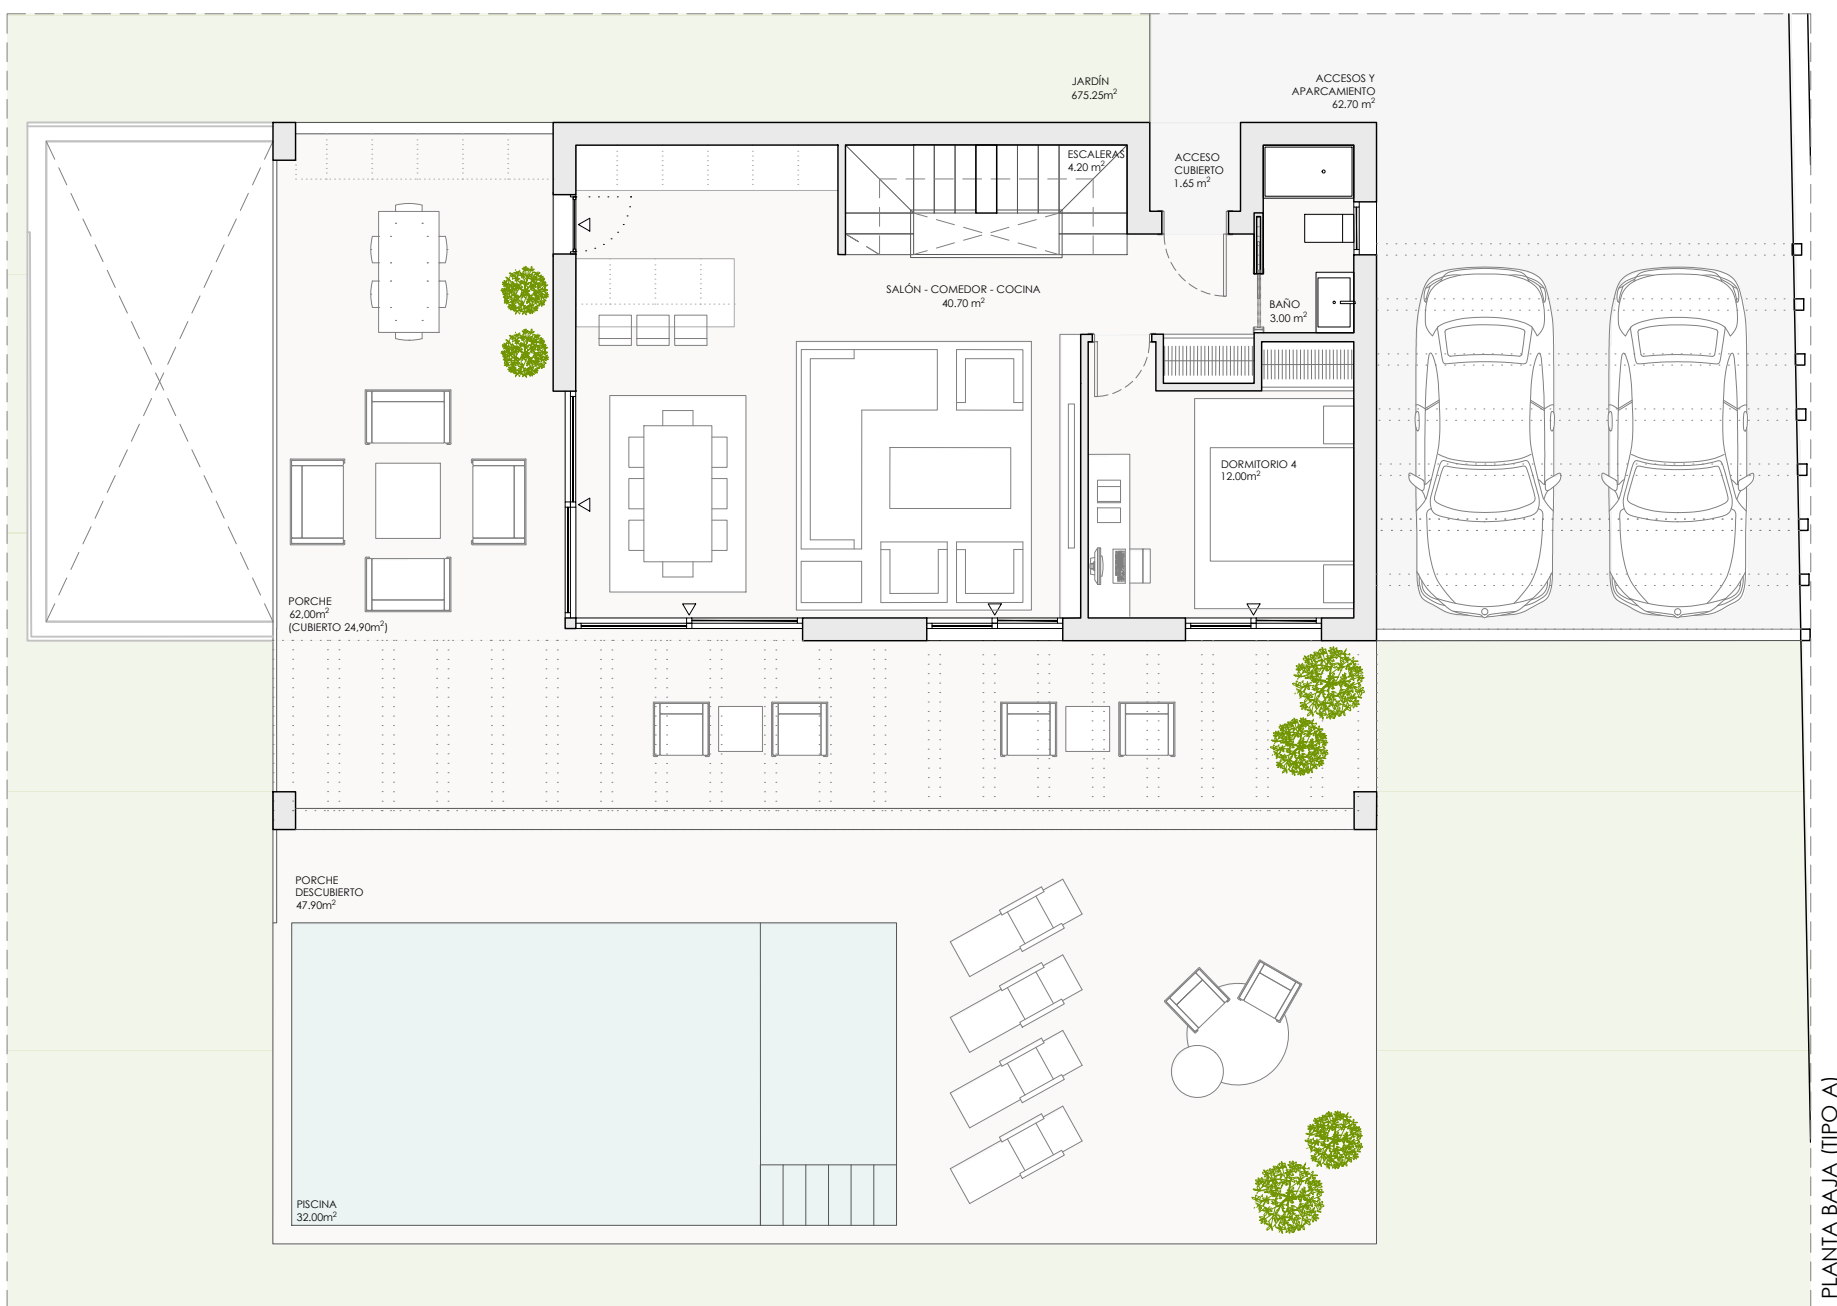 JARDÍN
675.25m²
ACCESOS Y
APARCAMIENTO
62.70 m²
ESCALERAS
4.20 m²
ACCESO
CUBIERTO
1.65 m²
SALÓN - COMEDOR - COCINA
40.70 m²
BAÑO
3.00 m²
DORMITORIO 4
12.00m²
PORCHE
62,00m²
(CUBIERTO 24,90m²)
PORCHE
DESCUBIERTO
47.90m²
PISCINA
32.00m²
PLANTA BAJA (TIPO A)